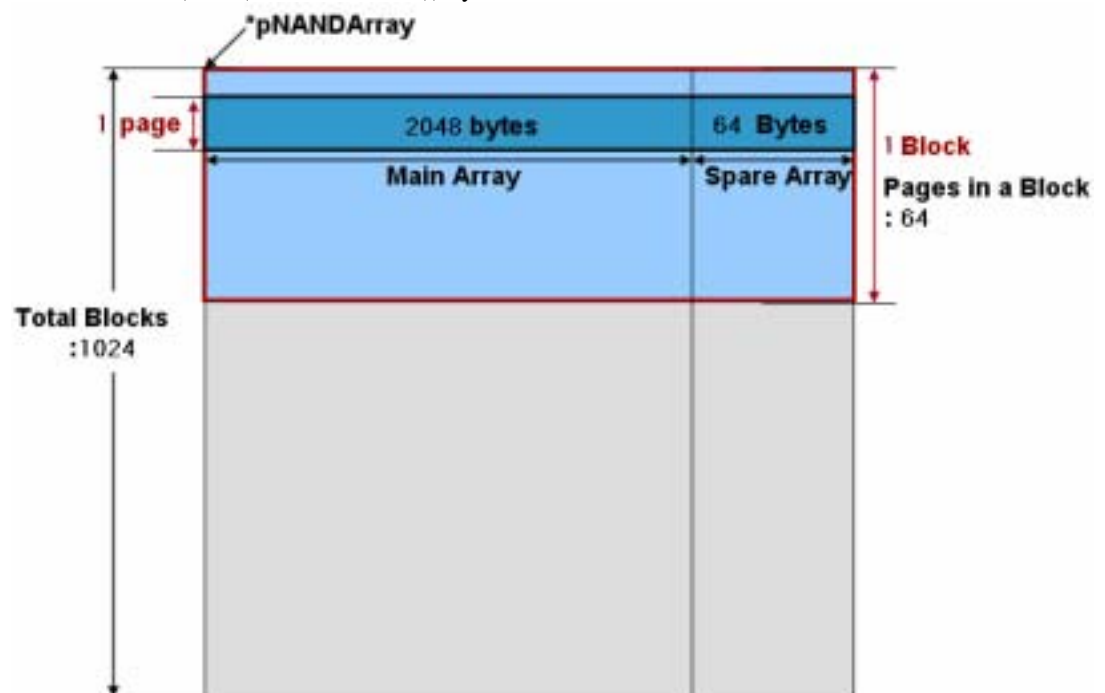 *pNANDArray
1 page
2048 bytes
64 Bytes
Main Array
Spare Array
1 Block
Pages in a Block
: 64
Total Blocks
:1024